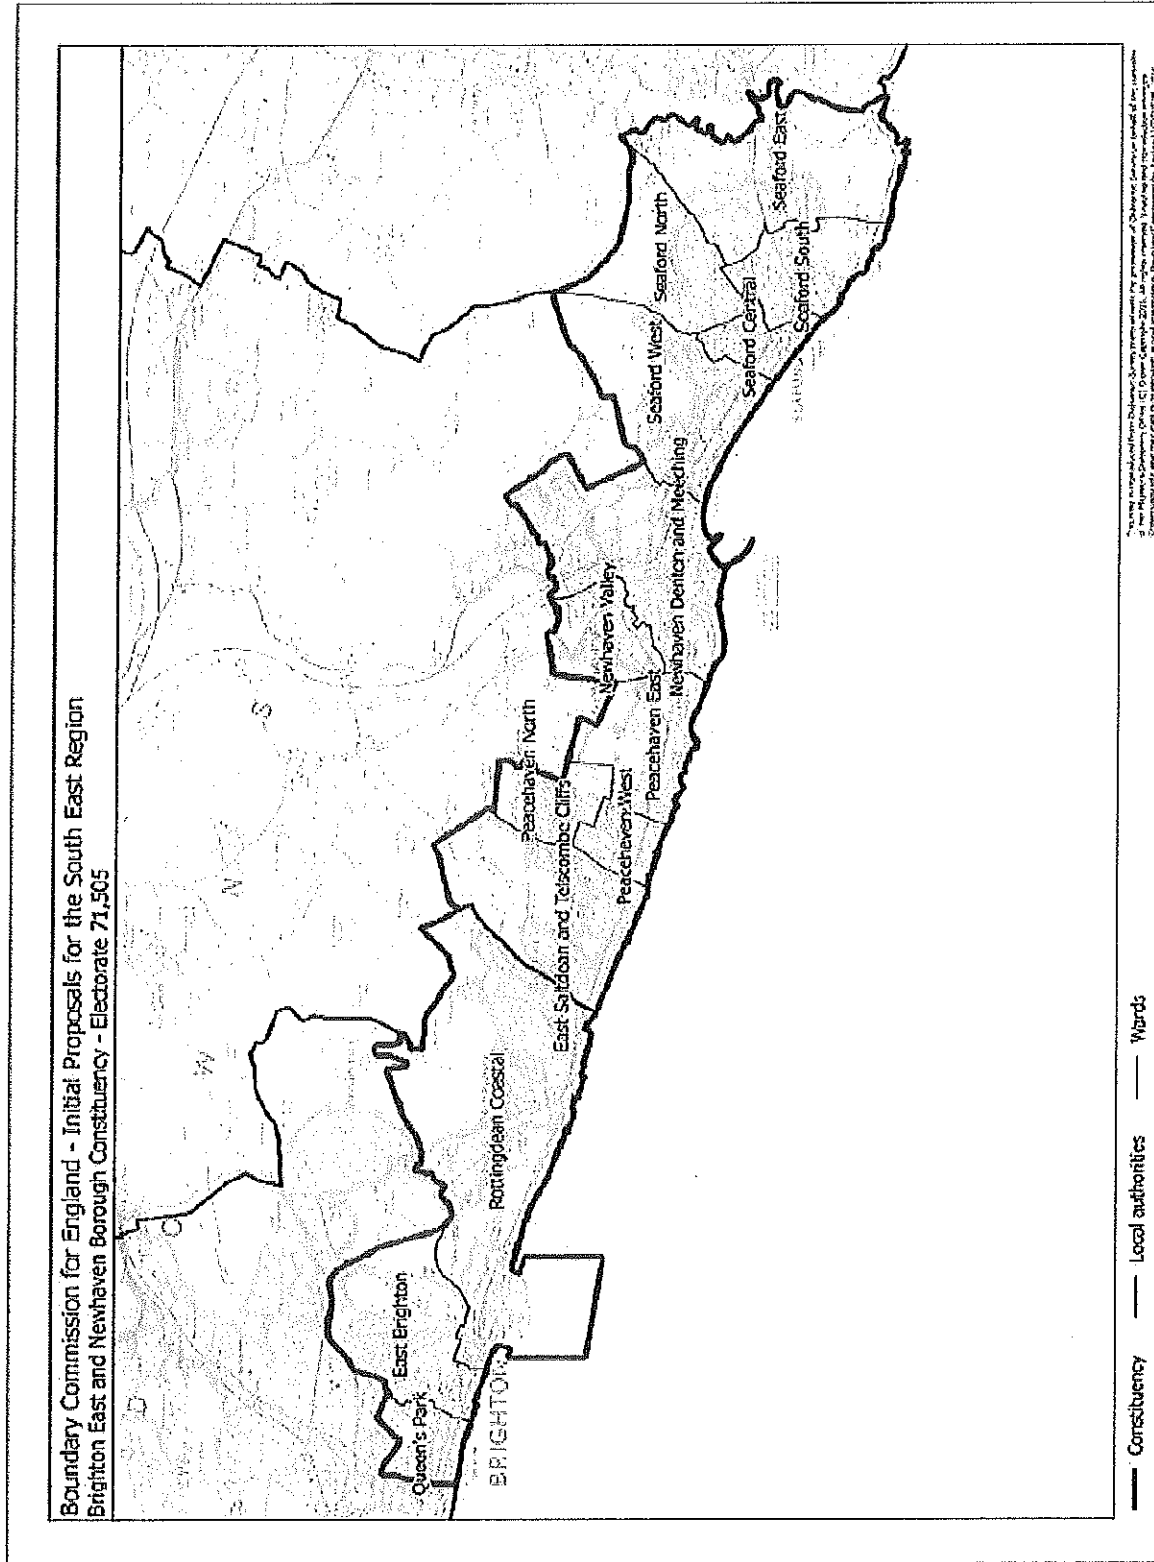 Boundary Commission for England - Initial Proposals for the South East Region
Brighton East and Newhaven Borough Constituency - Electorate 71,505
Queen's Park
East Brighton
BRIGHTON
Rottingdean Coastal
East Saltdean and Telscombe Cliffs
Peacehaven North
Peacehaven West
Peacehaven East
Newhaven Valley
Newhaven Denton and Meeching
Seaford West
Seaford North
Seaford Central
Seaford South
Seaford East
O
W
N
S
D
Constituency
Local authorities
Wards